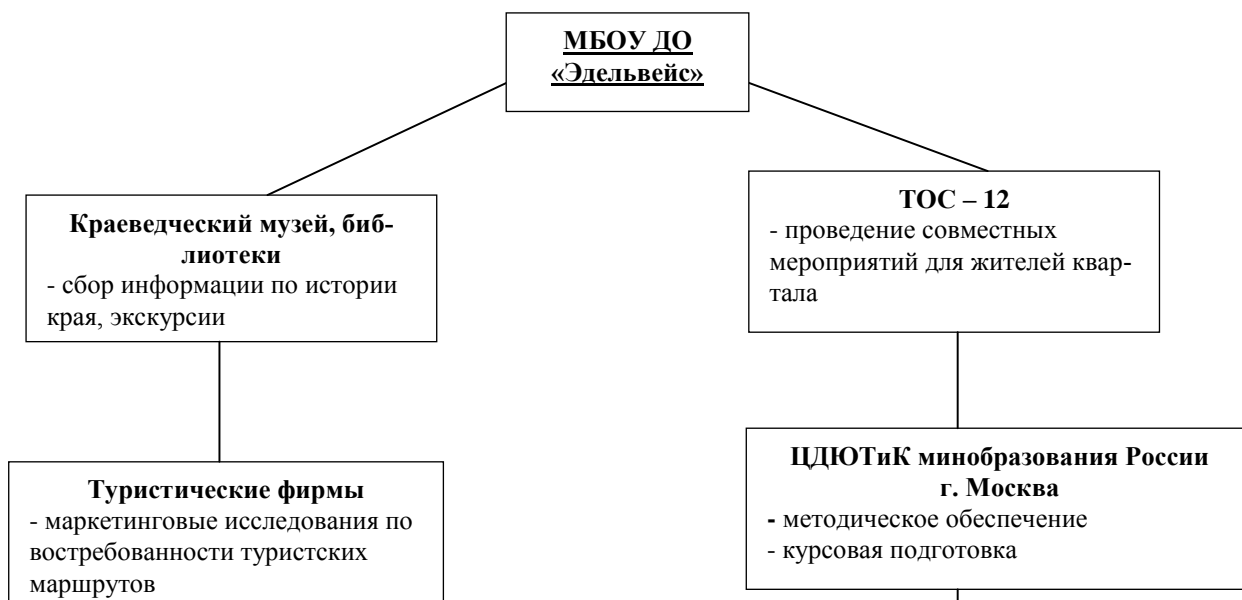 МБОУ ДО
«Эдельвейс»
Краеведческий музей, биб-
лиотеки
- сбор информации по истории
края, экскурсии
ТОС – 12
- проведение совместных
мероприятий для жителей квар-
тала
Туристические фирмы
- маркетинговые исследования по
востребованности туристских
маршрутов
ЦДЮТиК минобразования России
г. Москва
- методическое обеспечение
- курсовая подготовка